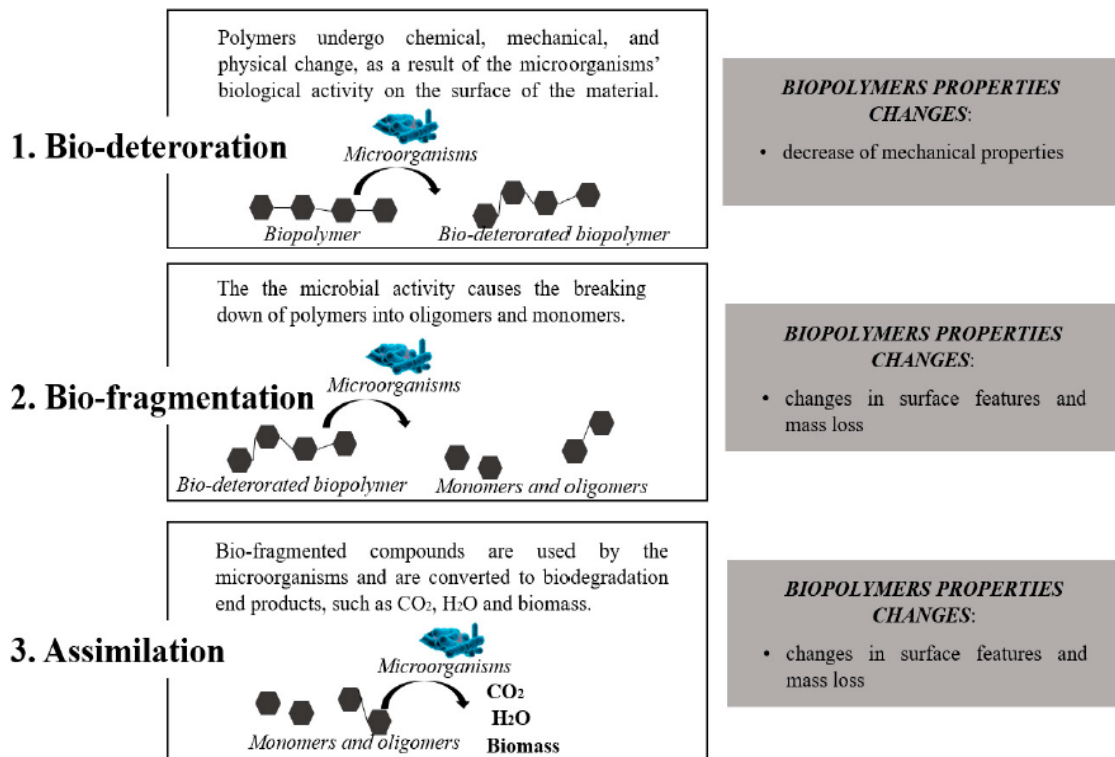 Polymers undergo chemical, mechanical, and
physical change, as a result of the microorganisms’
biological activity on the surface of the material.
1. Bio-deteroration
Microorganisms
Biopolymer
Bio-deterorated biopolymer
BIOPOLYMERS PROPERTIES
CHANGES:
• decrease of mechanical properties
The the microbial activity causes the breaking
down of polymers into oligomers and monomers.
2. Bio-fragmentation
Microorganisms
Bio-deterorated biopolymer
Monomers and oligomers
BIOPOLYMERS PROPERTIES
CHANGES:
• changes in surface features and
mass loss
Bio-fragmented compounds are used by the
microorganisms and are converted to biodegradation
end products, such as CO₂, H₂O and biomass.
3. Assimilation
Microorganisms
Monomers and oligomers
CO₂
H₂O
Biomass
BIOPOLYMERS PROPERTIES
CHANGES:
• changes in surface features and
mass loss